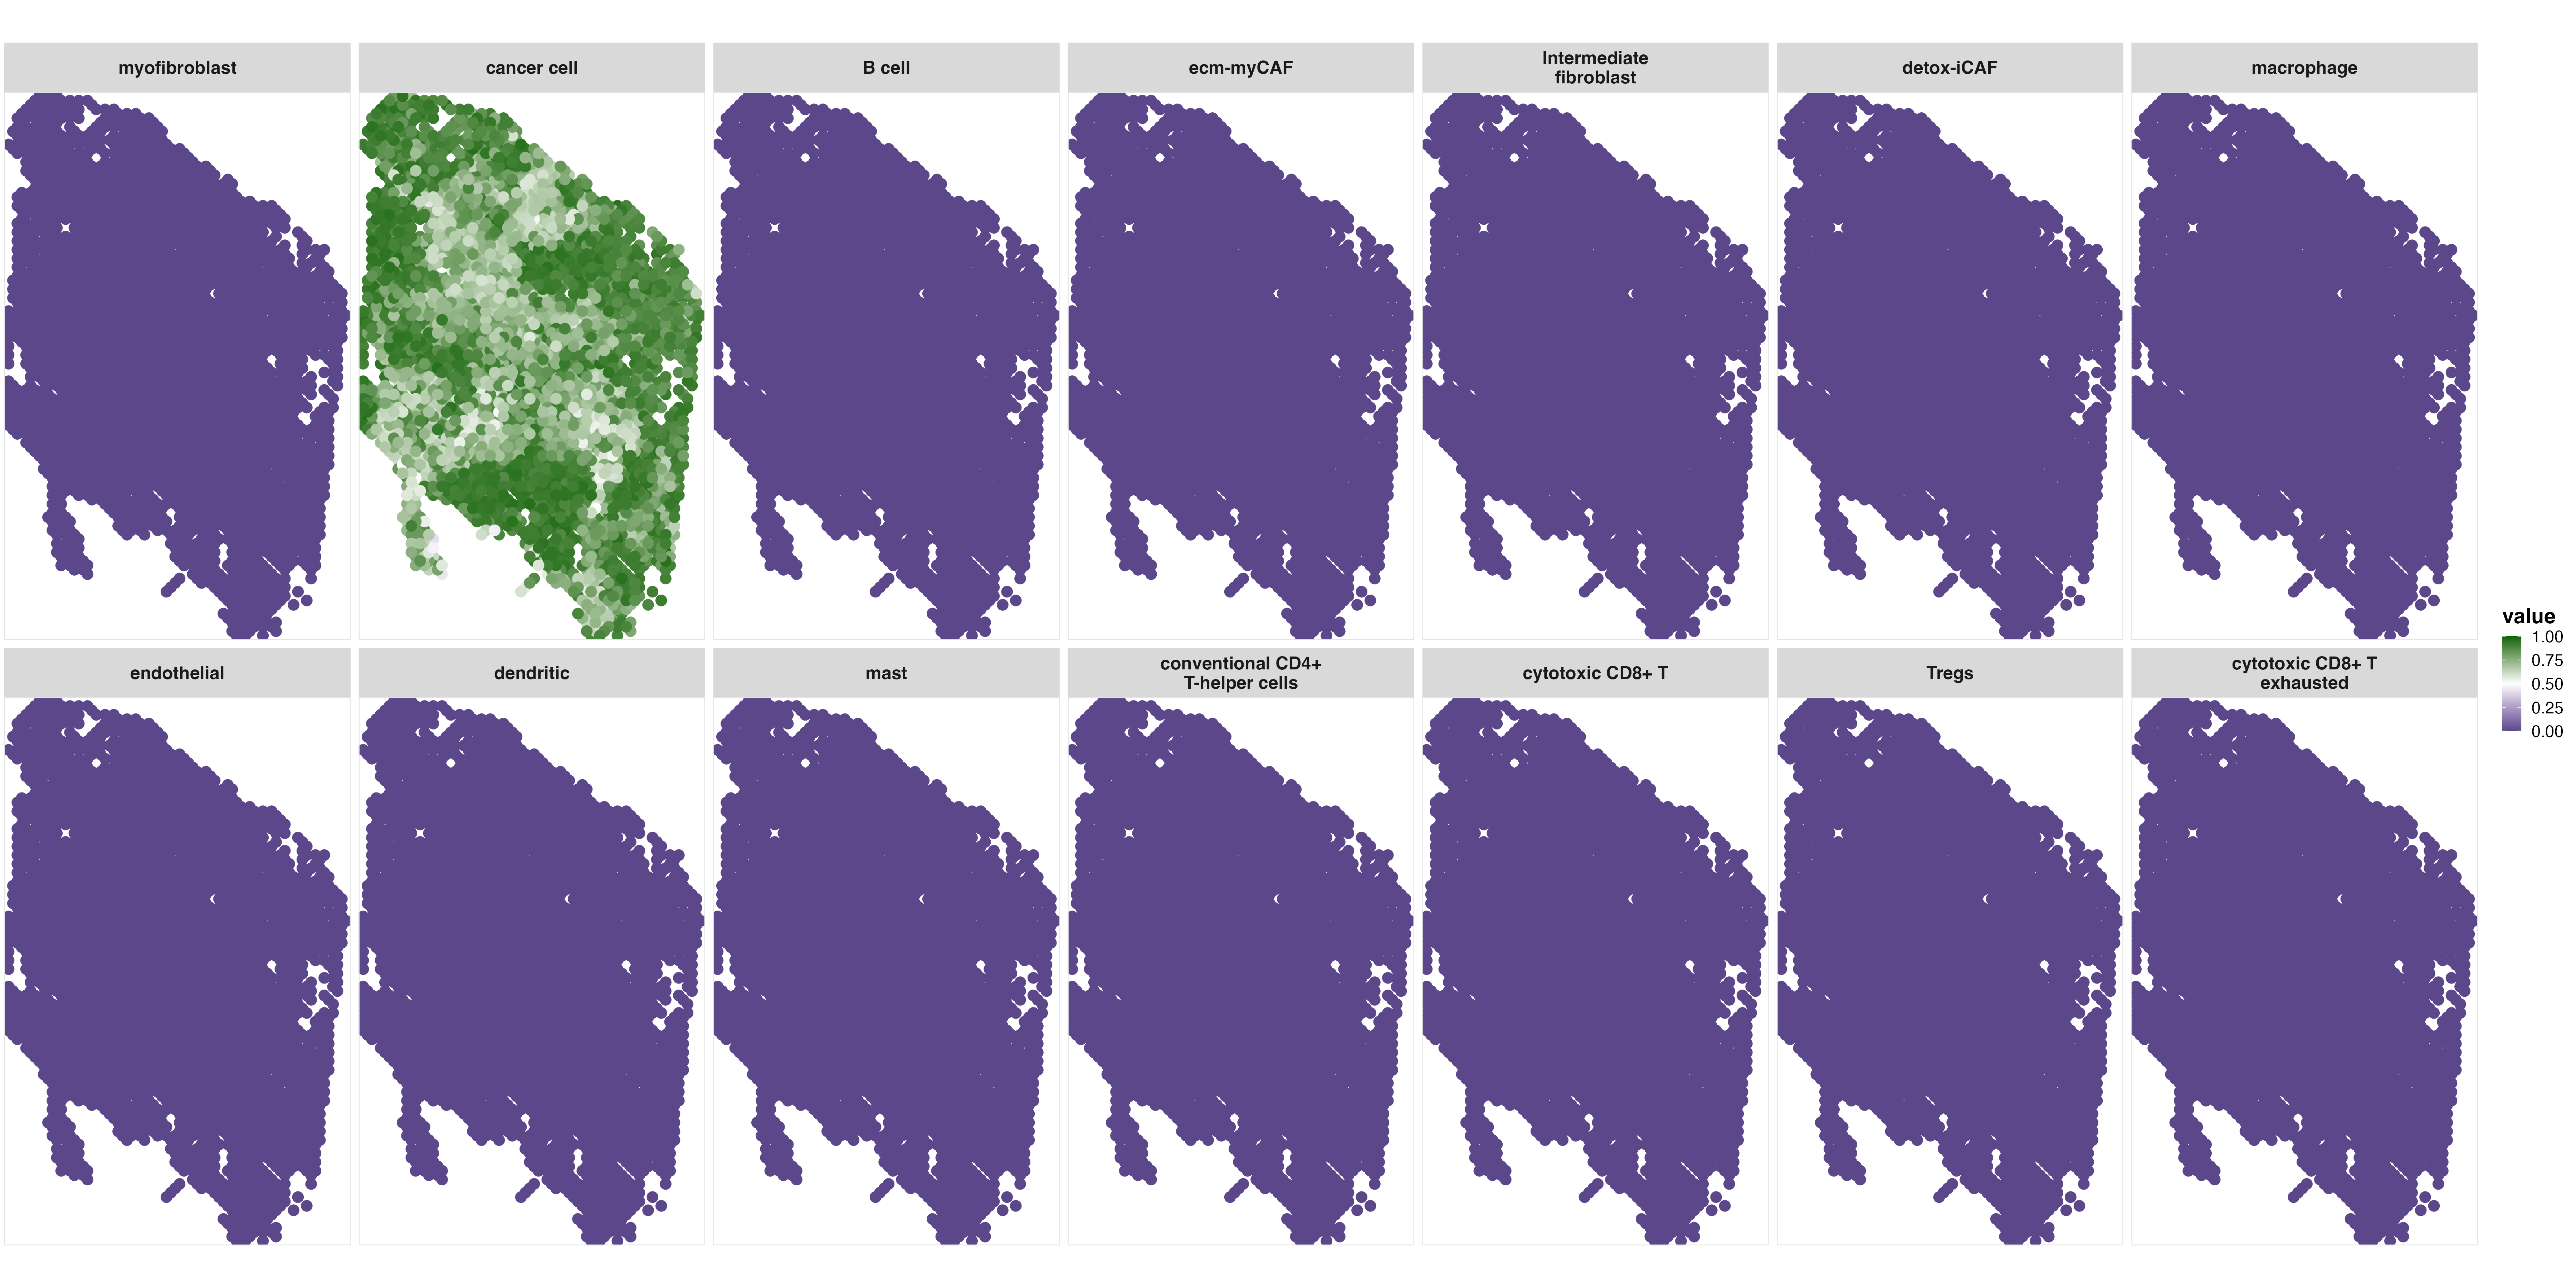 myofibroblast
cancer cell
B cell
ecm-myCAF
Intermediate
fibroblast
detox-iCAF
macrophage
endothelial
dendritic
mast
conventional CD4+
T-helper cells
cytotoxic CD8+ T
Tregs
cytotoxic CD8+ T
exhausted
value
1.00
0.75
0.50
0.25
0.00